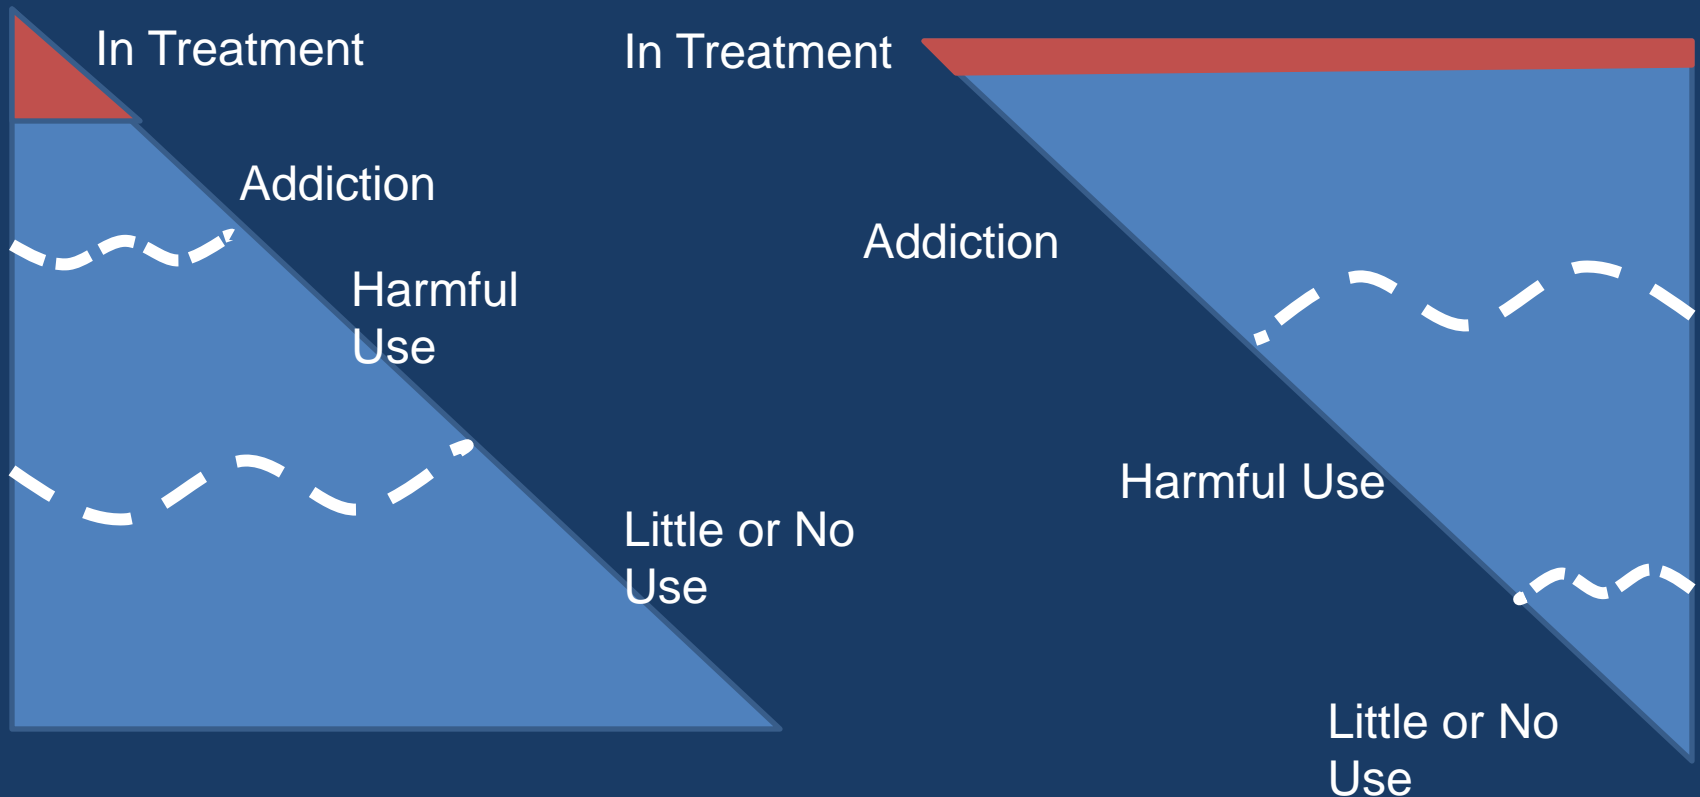 In Treatment
Addiction
Harmful
Use
Little or No
Use
In Treatment
Addiction
Harmful Use
Little or No
Use